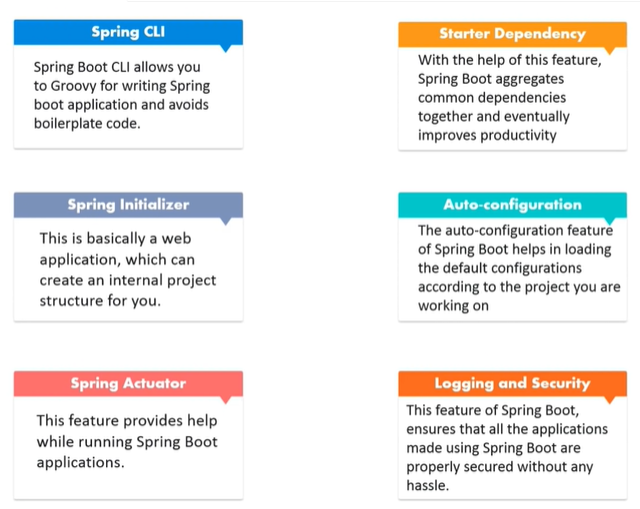 Spring CLI
Spring Boot CLI allows you
to Groovy for writing Spring
boot application and avoids
boilerplate code.
Starter Dependency
With the help of this feature,
Spring Boot aggregates
common dependencies
together and eventually
improves productivity
Spring Initializer
This is basically a web
application, which can
create an internal project
structure for you.
Auto-configuration
The auto-configuration feature
of Spring Boot helps in loading
the default configurations
according to the project you are
working on
Spring Actuator
This feature provides help
while running Spring Boot
applications.
Logging and Security
This feature of Spring Boot,
ensures that all the applications
made using Spring Boot are
properly secured without any
hassle.